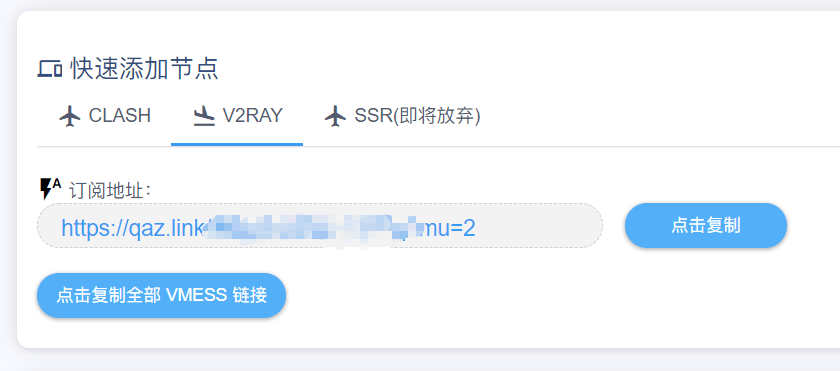 快速添加节点
CLASH V2RAY SSR(即将放弃)
A 订阅地址：
https://qaz.link mu=2 点击复制
点击复制全部 VMESS 链接